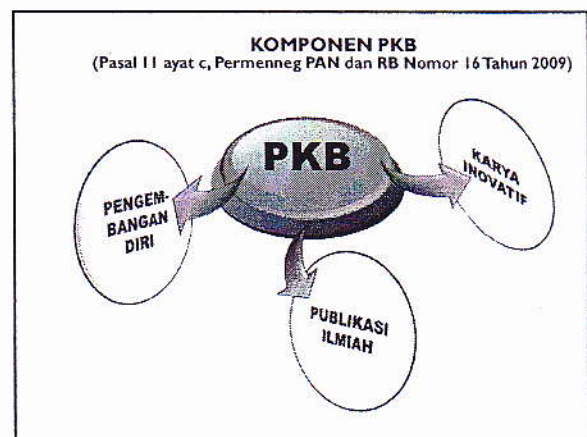 KOMPONEN PKB
(Pasal 11 ayat c, Permenneg PAN dan RB Nomor 16 Tahun 2009)
PKB
PENGEM-
BANGAN
DIRI
PUBLIKASI
ILMIAH
KARYA
INOVATIF